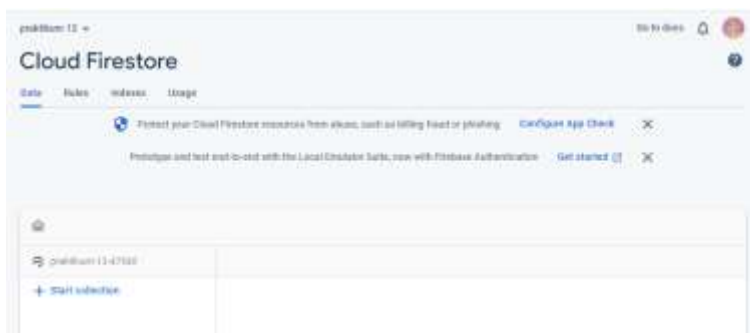 praktikum 12
Go to docs
Cloud Firestore
Data Rules Indexes Usage
Protect your Cloud Firestore resources from abuse, such as billing fraud or phishing Configure App Check
Prototype and test end-to-end with the Local Emulator Suite, now with Firebase Authentication Get started
+ Start collection